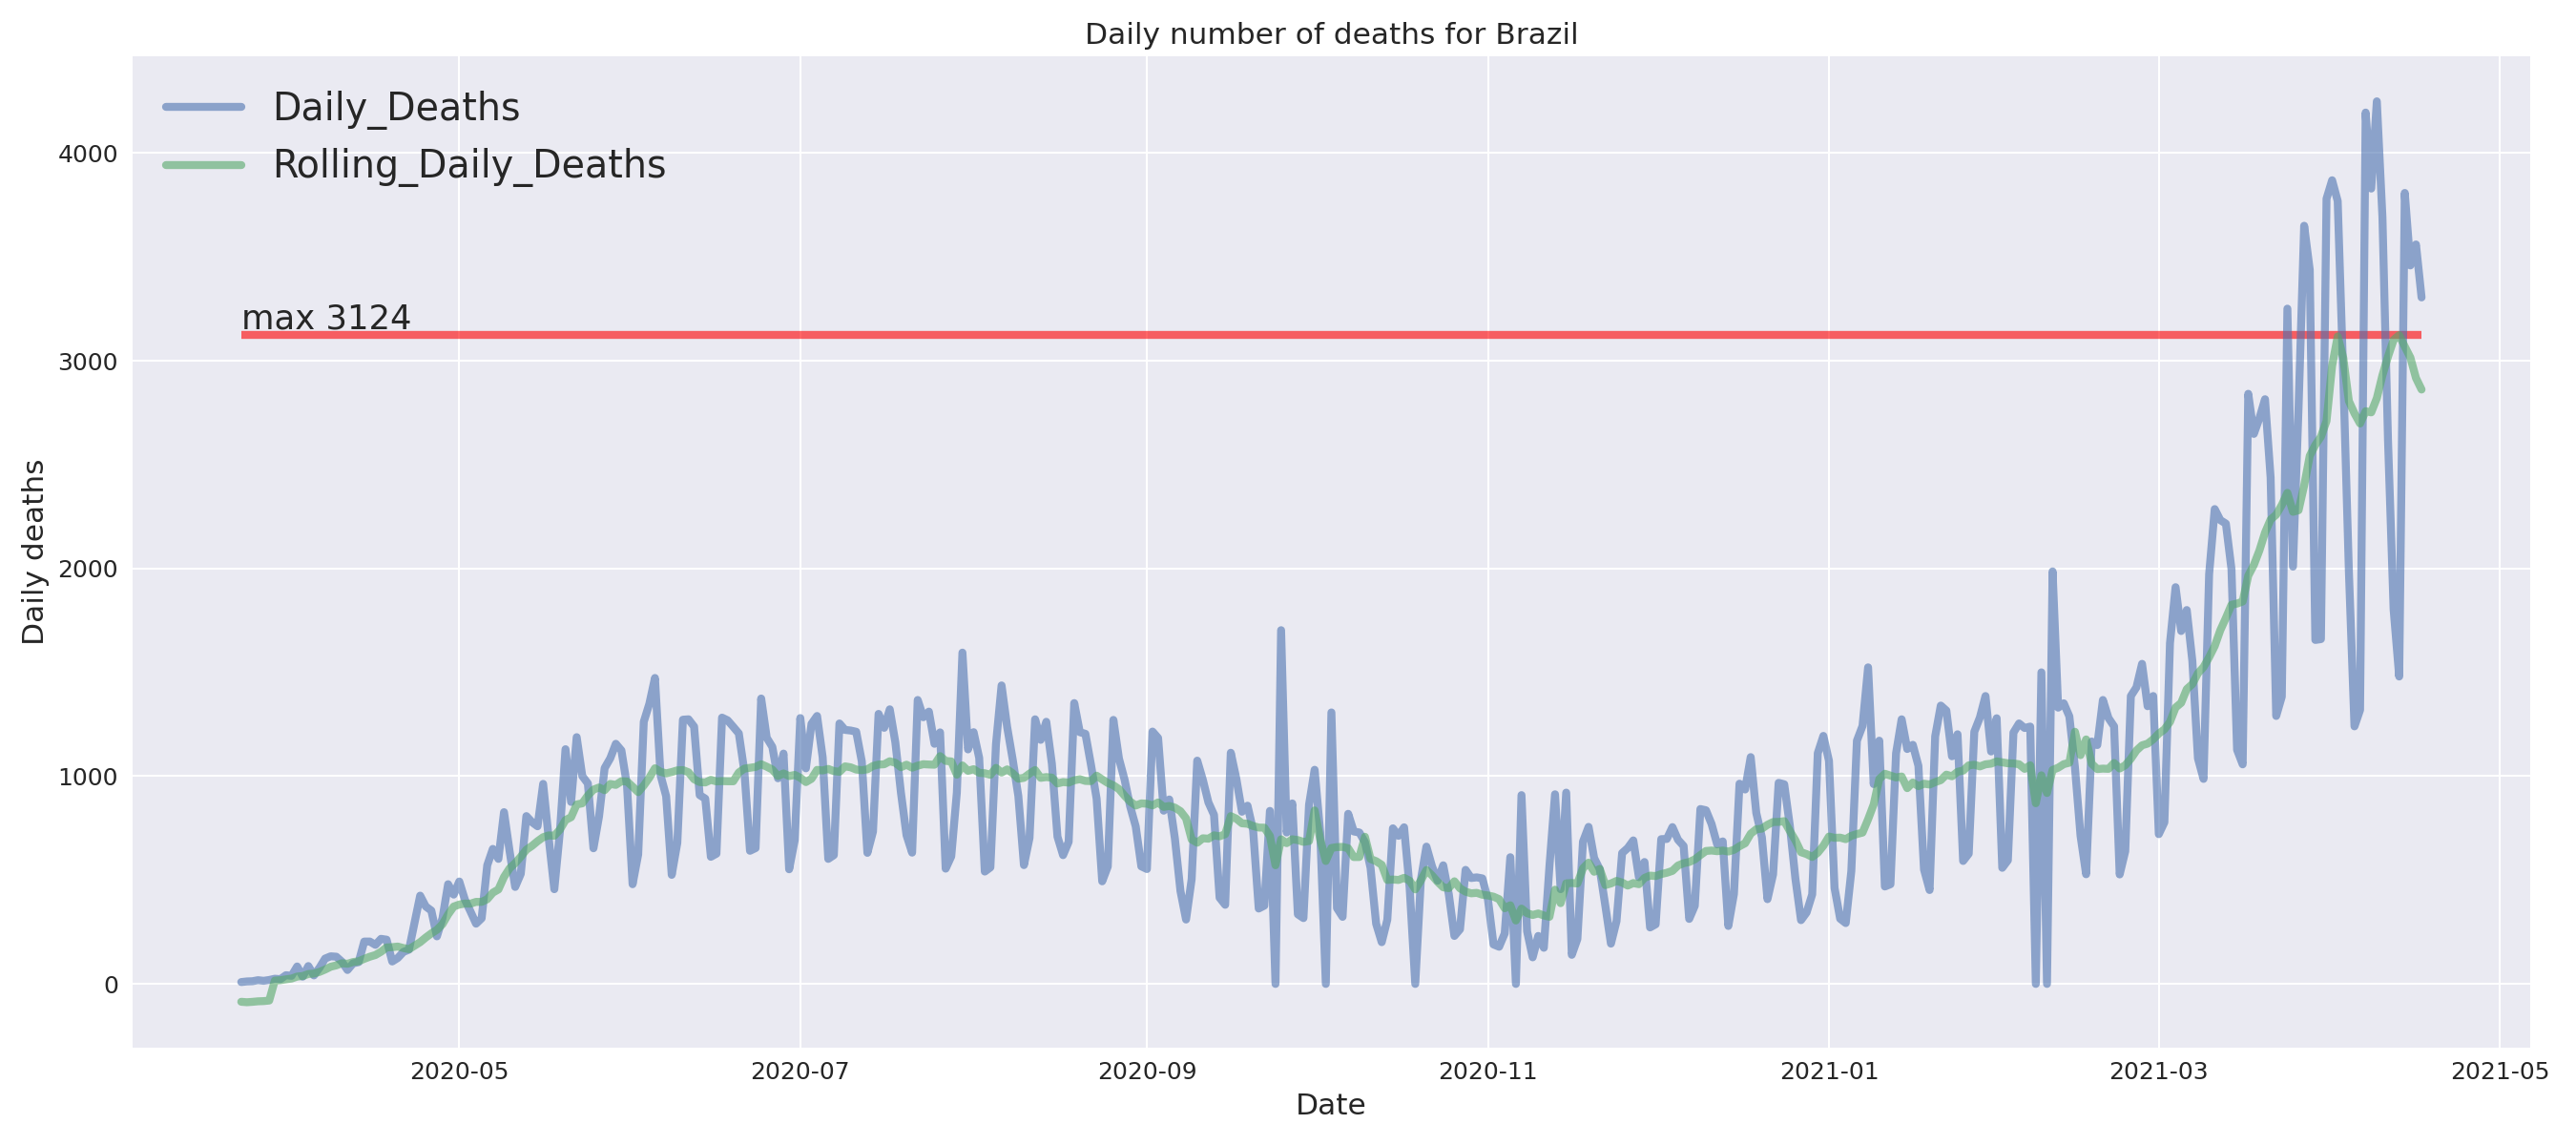 Daily number of deaths for Brazil
Daily_Deaths
Rolling_Daily_Deaths
max 3124
Daily deaths
4000
3000
2000
1000
0
2020-05
2020-07
2020-09
2020-11
2021-01
2021-03
2021-05
Date